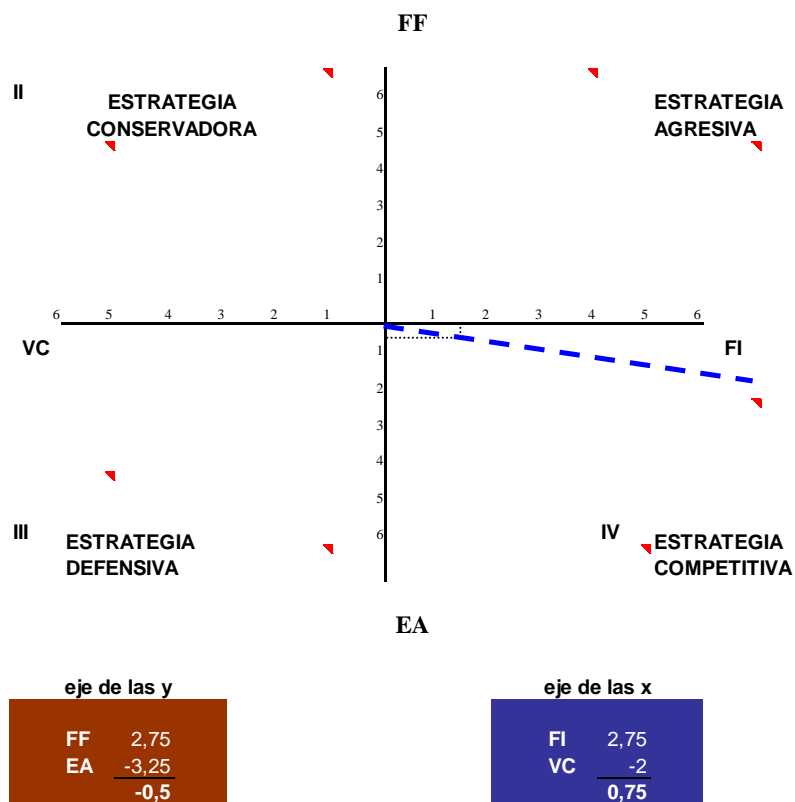 FF
II
ESTRATEGIA
CONSERVADORA
ESTRATEGIA
AGRESIVA
6
5
4
3
2
1
6 5 4 3 2 1 1 2 3 4 5 6
VC FI
1
2
3
4
5
6
III
ESTRATEGIA
DEFENSIVA
IV ESTRATEGIA
COMPETITIVA
EA
eje de las y
FF 2,75
EA -3,25
-0,5
eje de las x
FI 2,75
VC -2
0,75